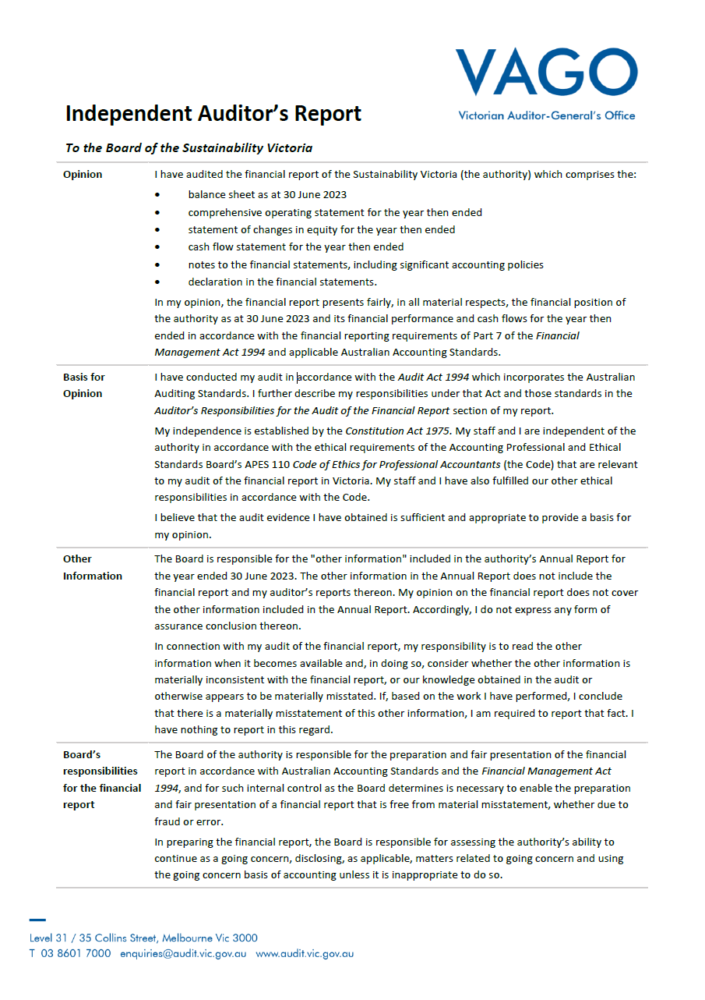 VAGO
Victorian Auditor-General's Office
Independent Auditor's Report
To the Board of the Sustainability Victoria
Opinion
I have audited the financial report of the Sustainability Victoria (the authority) which comprises the:
• balance sheet as at 30 June 2023
• comprehensive operating statement for the year then ended
• statement of changes in equity for the year then ended
• cash flow statement for the year then ended
• notes to the financial statements, including significant accounting policies
• declaration in the financial statements.
In my opinion, the financial report presents fairly, in all material respects, the financial position of
the authority as at 30 June 2023 and its financial performance and cash flows for the year then
ended in accordance with the financial reporting requirements of Part 7 of the Financial
Management Act 1994 and applicable Australian Accounting Standards.
Basis for
Opinion
I have conducted my audit in accordance with the Audit Act 1994 which incorporates the Australian
Auditing Standards. I further describe my responsibilities under that Act and those standards in the
Auditor's Responsibilities for the Audit of the Financial Report section of my report.
My independence is established by the Constitution Act 1975. My staff and I are independent of the
authority in accordance with the ethical requirements of the Accounting Professional and Ethical
Standards Board's APES 110 Code of Ethics for Professional Accountants (the Code) that are relevant
to my audit of the financial report in Victoria. My staff and I have also fulfilled our other ethical
responsibilities in accordance with the Code.
I believe that the audit evidence I have obtained is sufficient and appropriate to provide a basis for
my opinion.
Other
Information
The Board is responsible for the "other information" included in the authority's Annual Report for
the year ended 30 June 2023. The other information in the Annual Report does not include the
financial report and my auditor's reports thereon. My opinion on the financial report does not cover
the other information included in the Annual Report. Accordingly, I do not express any form of
assurance conclusion thereon.
In connection with my audit of the financial report, my responsibility is to read the other
information when it becomes available and, in doing so, consider whether the other information is
materially inconsistent with the financial report, or our knowledge obtained in the audit or
otherwise appears to be materially misstated. If, based on the work I have performed, I conclude
that there is a materially misstatement of this other information, I am required to report that fact. I
have nothing to report in this regard.
Board's
responsibilities
for the financial
report
The Board of the authority is responsible for the preparation and fair presentation of the financial
report in accordance with Australian Accounting Standards and the Financial Management Act
1994, and for such internal control as the Board determines is necessary to enable the preparation
and fair presentation of a financial report that is free from material misstatement, whether due to
fraud or error.
In preparing the financial report, the Board is responsible for assessing the authority's ability to
continue as a going concern, disclosing, as applicable, matters related to going concern and using
the going concern basis of accounting unless it is inappropriate to do so.
Level 31 / 35 Collins Street, Melbourne Vic 3000
T 03 8601 7000 enquiries@audit.vic.gov.au www.audit.vic.gov.au